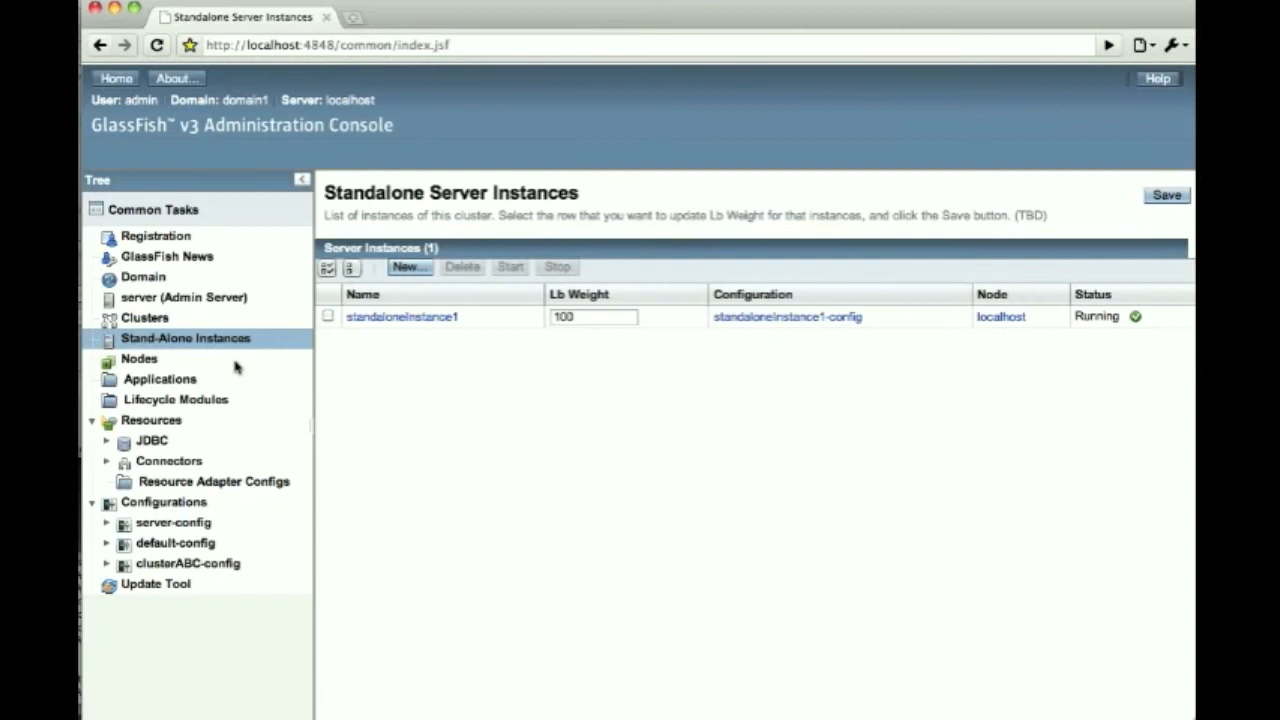 Standalone Server Instances
http://localhost:4848/common/index.jsf
Home About... Help
User: admin Domain: domain1 Server: localhost
GlassFish™ v3 Administration Console
Tree
Common Tasks
Registration
GlassFish News
Domain
server (Admin Server)
Clusters
Stand-Alone Instances
Nodes
Applications
Lifecycle Modules
Resources
JDBC
Connectors
Resource Adapter Configs
Configurations
server-config
default-config
clusterABC-config
Update Tool
Standalone Server Instances
Save
List of instances of this cluster. Select the row that you want to update Lb Weight for that instances, and click the Save button. (TBD)
Server Instances (1)
New... Delete Start Stop
Name Lb Weight Configuration Node Status
standaloneInstance1 100 standaloneInstance1-config localhost Running